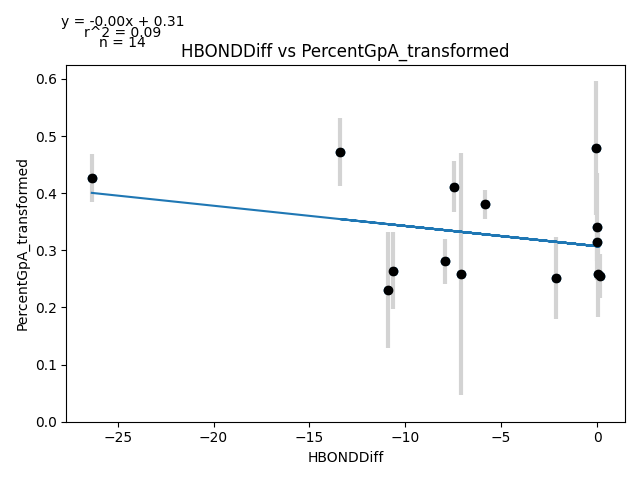 y = -0.00x + 0.31
r^2 = 0.09
n = 14
HBONDDiff vs PercentGpA_transformed
PercentGpA_transformed
0.6
0.5
0.4
0.3
0.2
0.1
0.0
−25
−20
−15
−10
−5
0
HBONDDiff